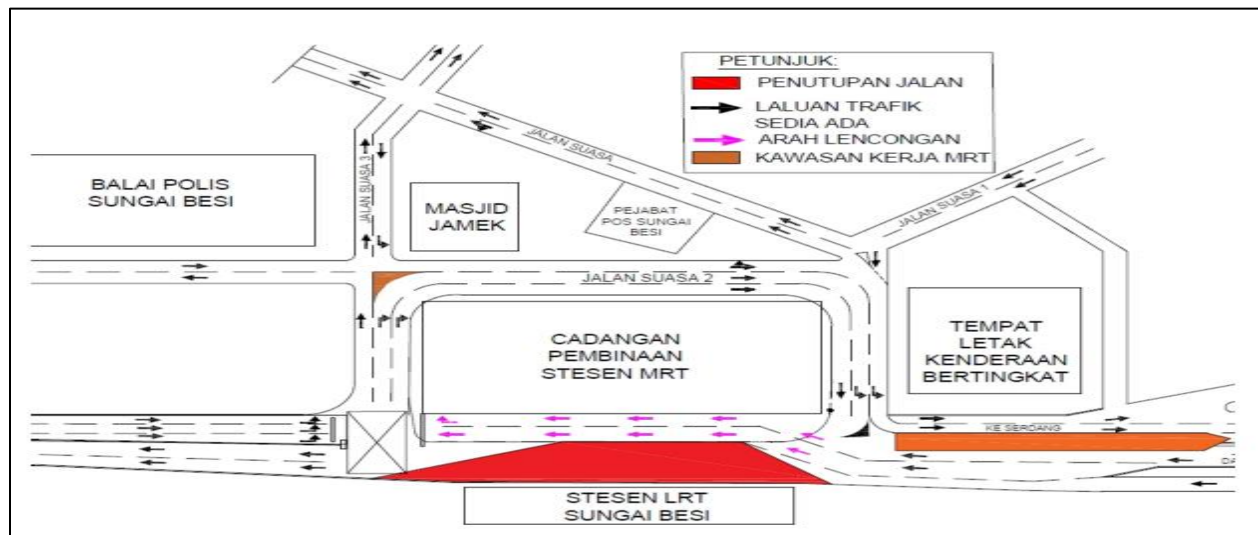 PETUNJUK:
PENUTUPAN JALAN
LALUAN TRAFIK
SEDIA ADA
ARAH LENCONGAN
KAWASAN KERJA MRT
JALAN SUASA
JALAN SUASA 3
JALAN SUASA 1
BALAI POLIS
SUNGAI BESI
MASJID
JAMEK
PEJABAT
POS SUNGAI
BESI
JALAN SUASA 2
CADANGAN
PEMBINAAN
STESEN MRT
TEMPAT
LETAK
KENDERAAN
BERTINGKAT
KE SERDANG
STESEN LRT
SUNGAI BESI